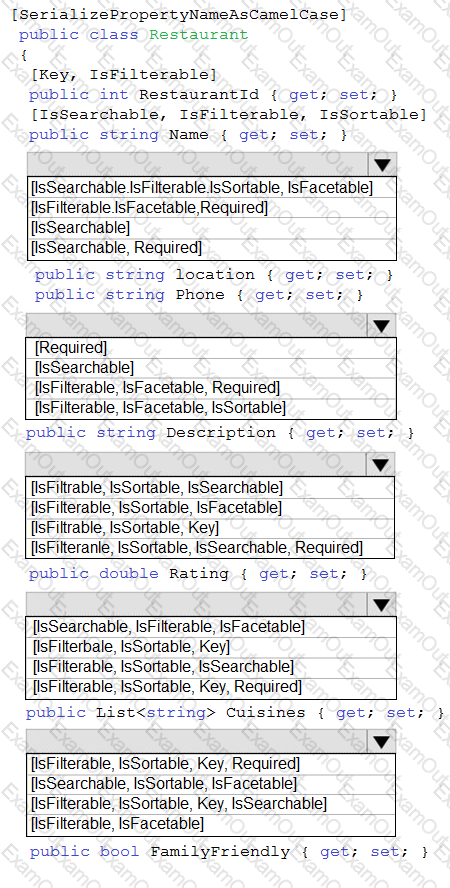 [SerializePropertyNameAsCamelCase]
public class Restaurant
{
[Key, IsFilterable]
public int RestaurantId { get; set; }
[IsSearchable, IsFilterable, IsSortable]
public string Name { get; set; }
[IsSearchable.IsFilterable.IsSortable, IsFacetable]
[IsFilterable.IsFacetable,Required]
[IsSearchable]
[IsSearchable, Required]
public string location { get; set; }
public string Phone { get; set; }
[Required]
[IsSearchable]
[IsFilterable, IsFacetable, Required]
[IsFilterable, IsFacetable, IsSortable]
public string Description { get; set; }
[IsFiltrable, IsSortable, IsSearchable]
[IsFilterable, IsSortable, IsFacetable]
[IsFiltrable, IsSortable, Key]
[IsFilteranle, IsSortable, IsSearchable, Required]
public double Rating { get; set; }
[IsSearchable, IsFilterable, IsFacetable]
[IsFilterbale, IsSortable, Key]
[IsFilterable, IsSortable, IsSearchable]
[IsFilterable, IsSortable, Key, Required]
public List<string> Cuisines { get; set; }
[IsFilterable, IsSortable, Key, Required]
[IsSearchable, IsSortable, IsFacetable]
[IsFilterable, IsSortable, Key, IsSearchable]
[IsFilterable, IsFacetable]
public bool FamilyFriendly { get; set; }